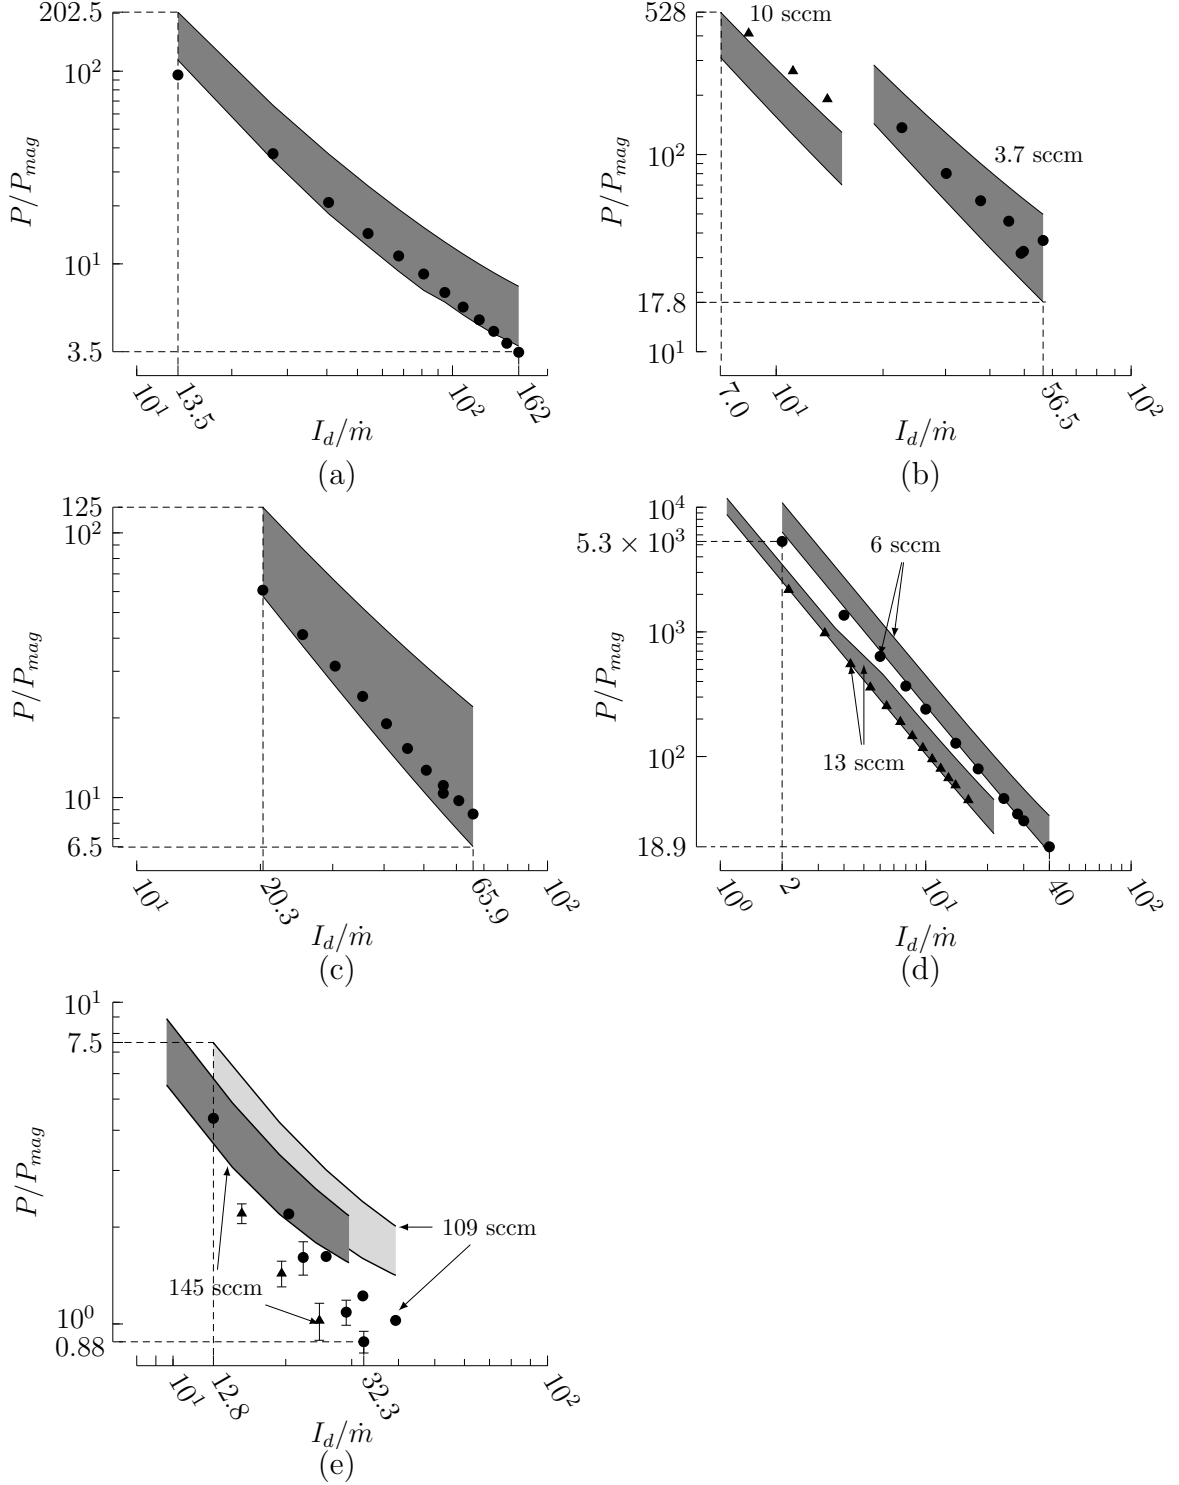 202.5
10²
10¹
3.5
P/P_mag
10¹
13.5
10²
162
I_d/ṁ
(a)
528
10²
17.8
10¹
P/P_mag
10 sccm
3.7 sccm
7.0
10¹
56.5
10²
I_d/ṁ
(b)
125
10²
10¹
6.5
P/P_mag
10¹
20.3
65.9
10²
I_d/ṁ
(c)
10⁴
5.3 × 10³
10³
10²
18.9
P/P_mag
6 sccm
13 sccm
10⁰
2
10¹
40
10²
I_d/ṁ
(d)
10¹
7.5
10⁰
0.88
P/P_mag
109 sccm
145 sccm
10¹
12.8
32.3
10²
I_d/ṁ
(e)